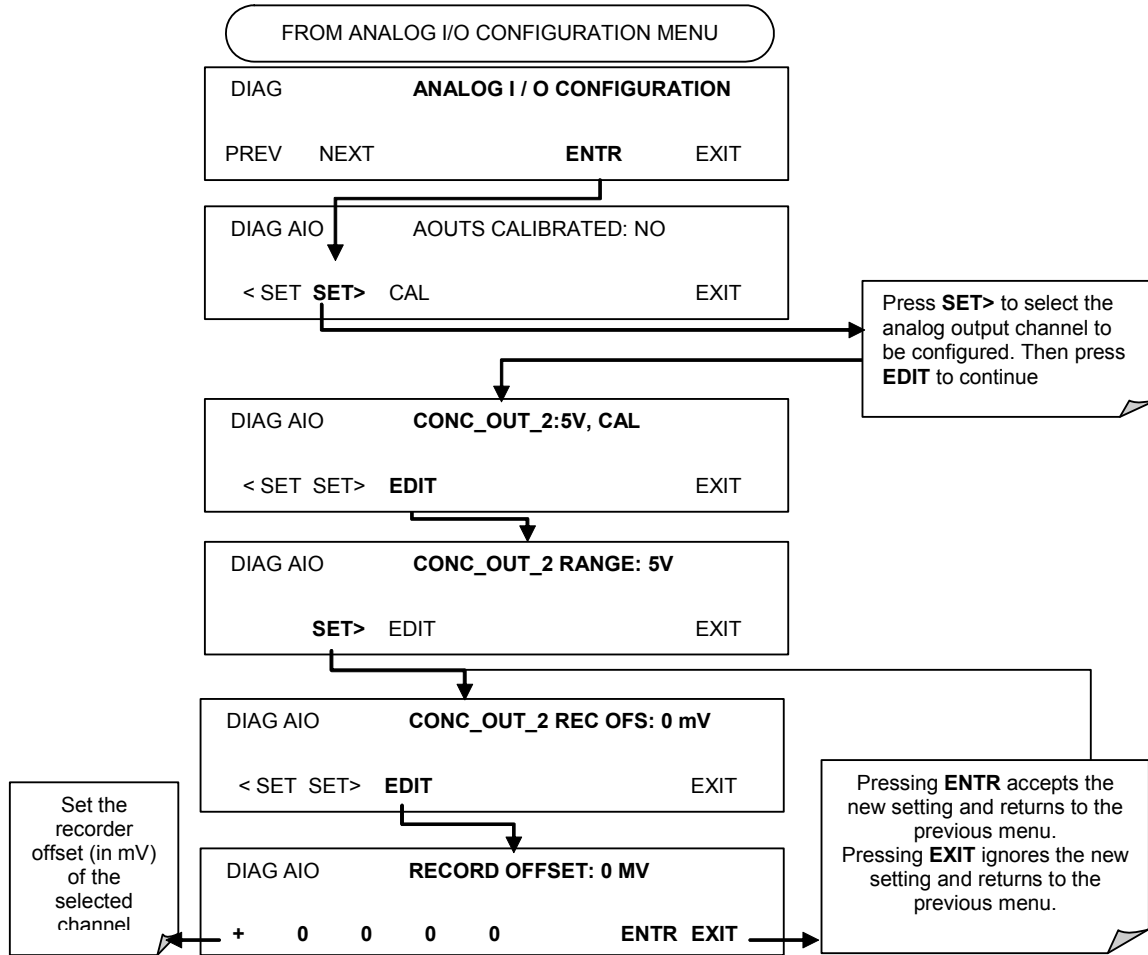 FROM ANALOG I/O CONFIGURATION MENU
DIAG ANALOG I / O CONFIGURATION
PREV NEXT ENTR EXIT
DIAG AIO AOUTS CALIBRATED: NO
< SET SET> CAL EXIT
Press SET> to select the
analog output channel to
be configured. Then press
EDIT to continue
DIAG AIO CONC_OUT_2:5V, CAL
< SET SET> EDIT EXIT
DIAG AIO CONC_OUT_2 RANGE: 5V
SET> EDIT EXIT
DIAG AIO CONC_OUT_2 REC OFS: 0 mV
< SET SET> EDIT EXIT
Set the
recorder
offset (in mV)
of the
selected
channel
Pressing ENTR accepts the
new setting and returns to the
previous menu.
Pressing EXIT ignores the new
setting and returns to the
previous menu.
DIAG AIO RECORD OFFSET: 0 MV
+ 0 0 0 0 ENTR EXIT